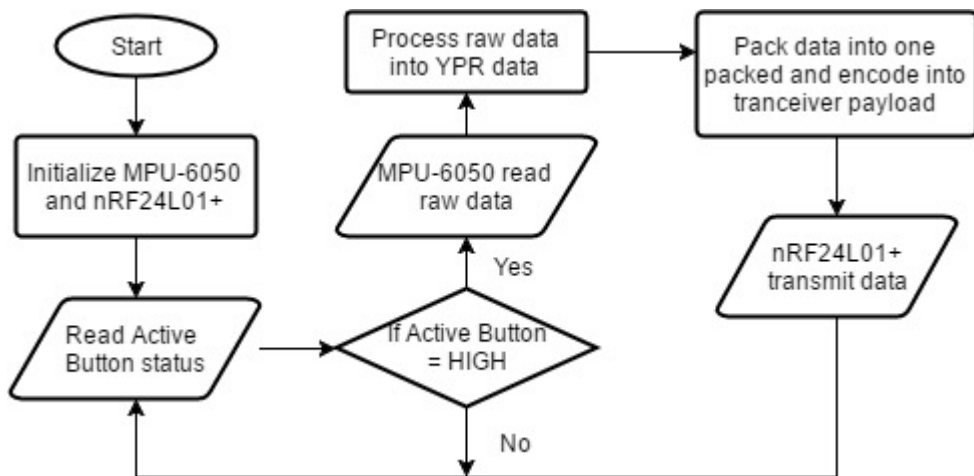 Start
Initialize MPU-6050
and nRF24L01+
Read Active
Button status
If Active Button
= HIGH
Yes
No
MPU-6050 read
raw data
Process raw data
into YPR data
Pack data into one
packed and encode into
tranceiver payload
nRF24L01+
transmit data